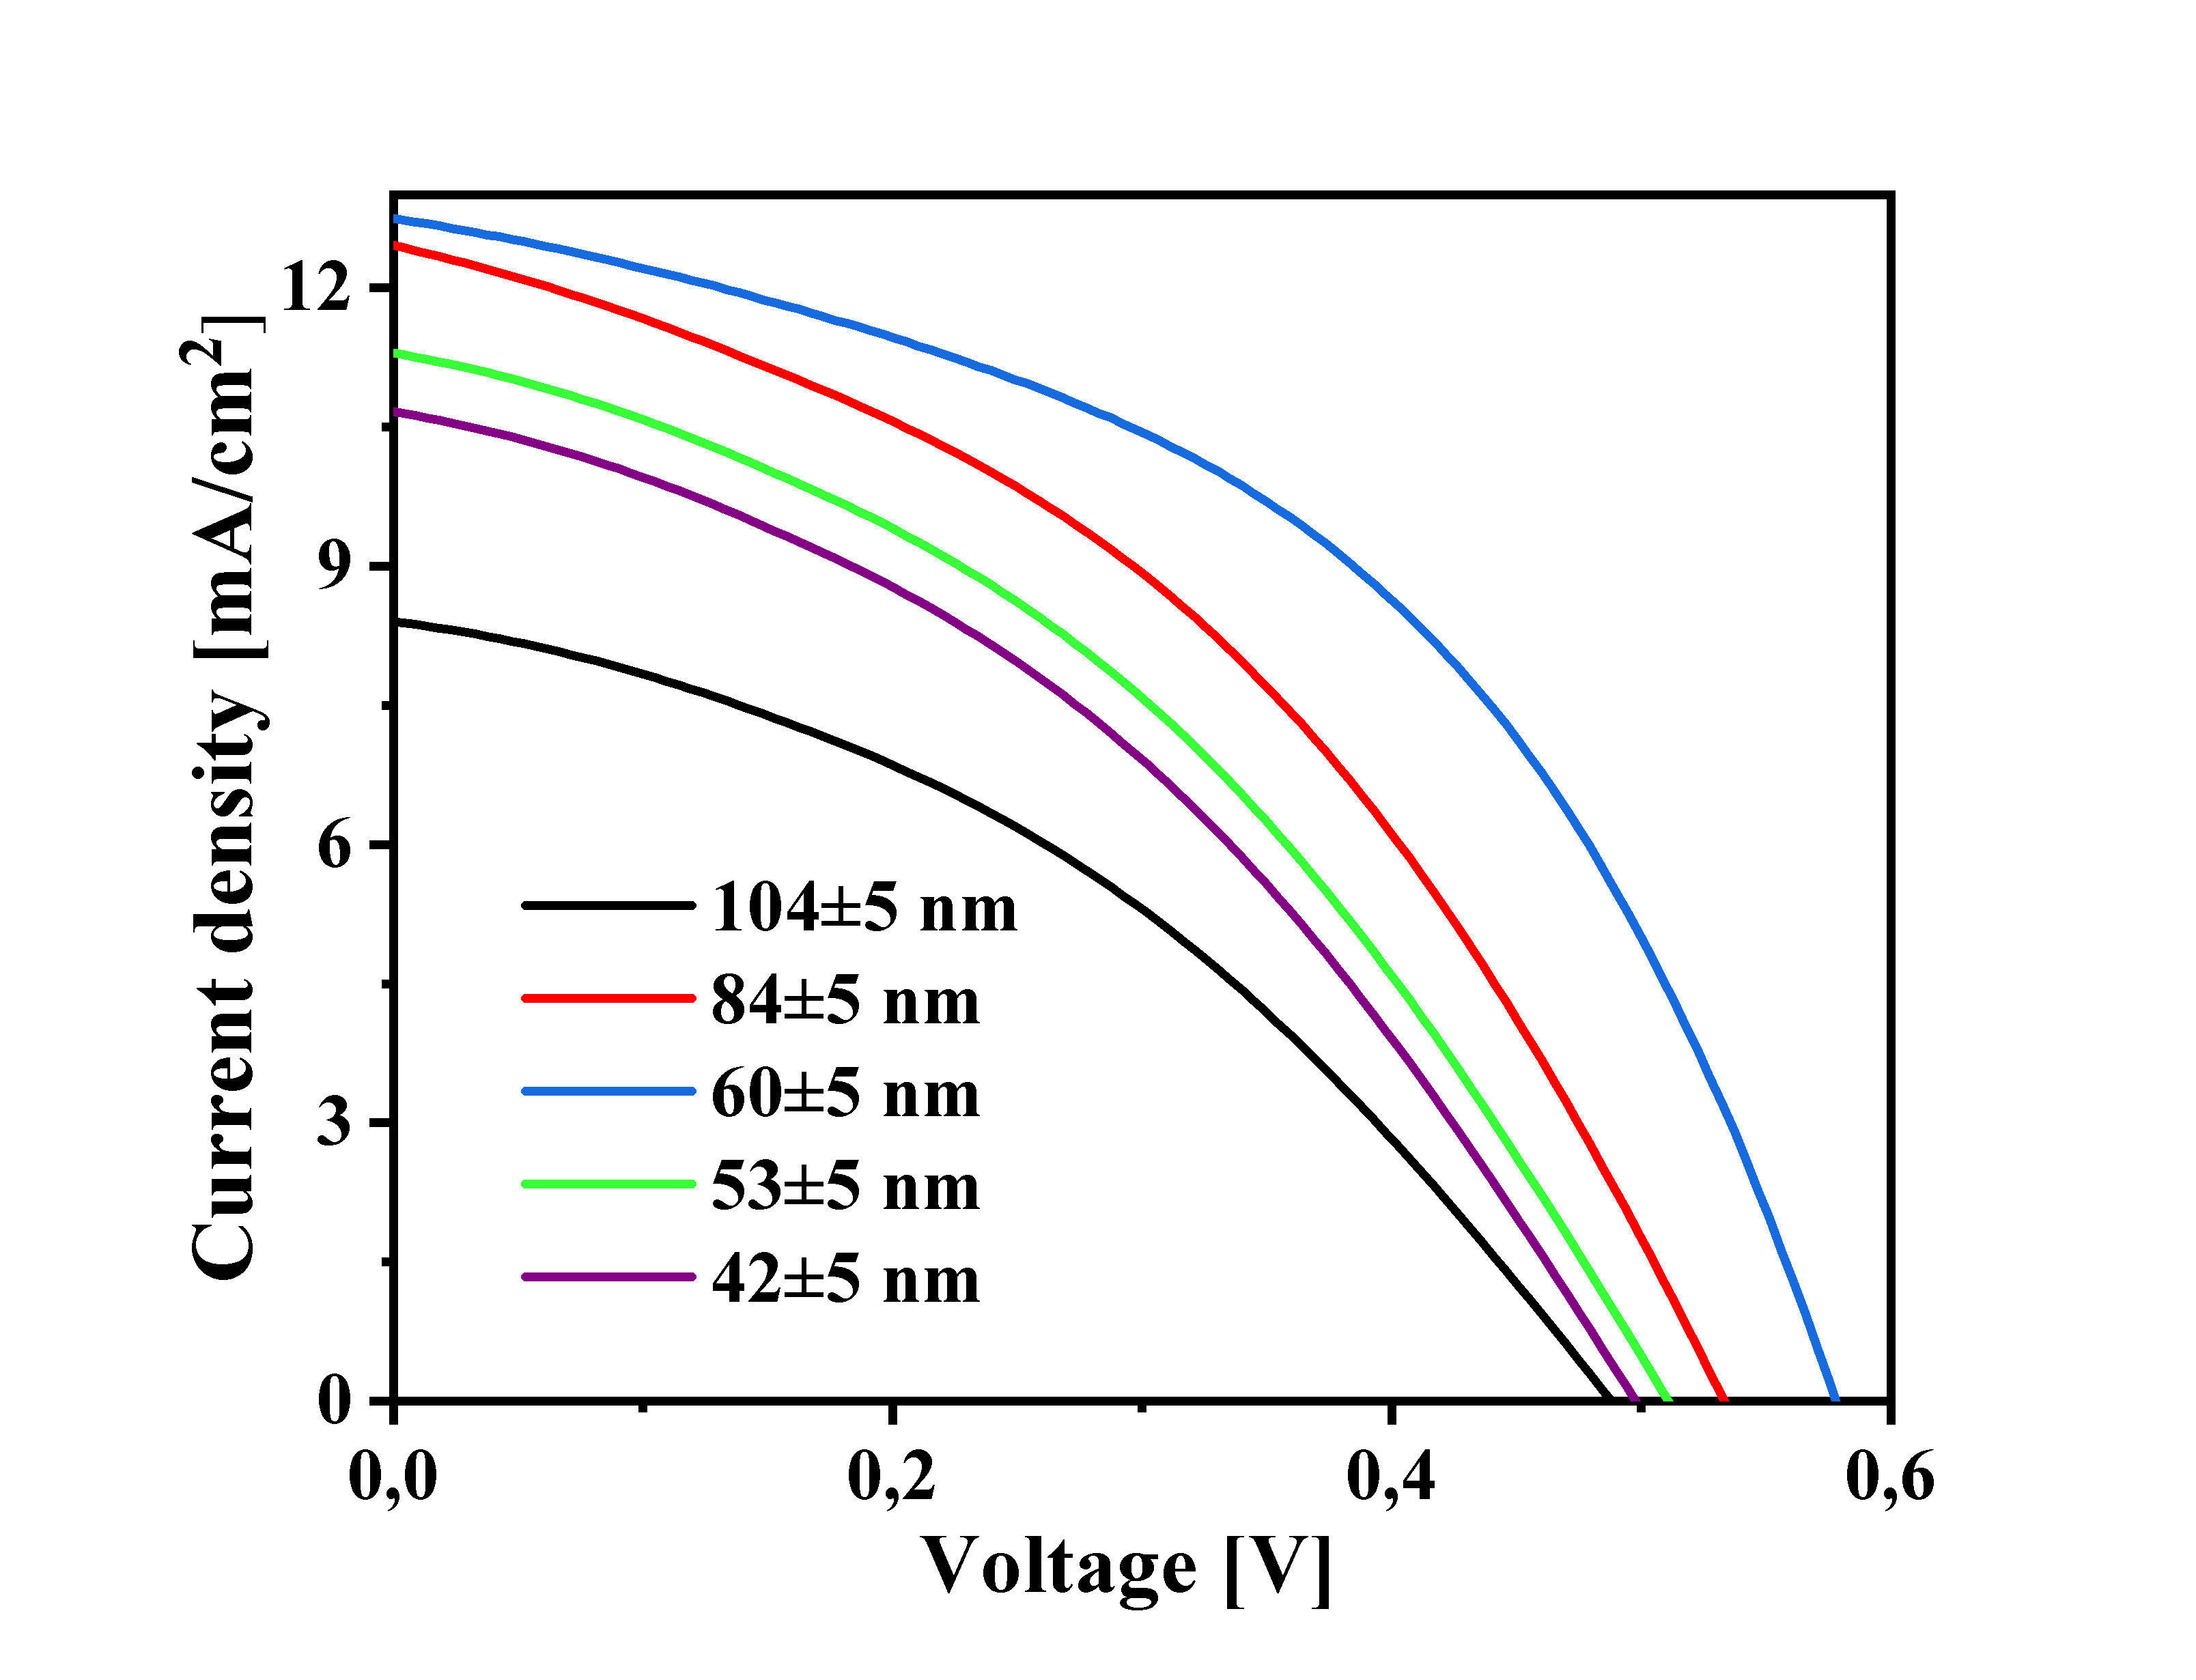 Current density [mA/cm²]
12
9
6
3
0
104±5 nm
84±5 nm
60±5 nm
53±5 nm
42±5 nm
0,0 0,2 0,4 0,6
Voltage [V]